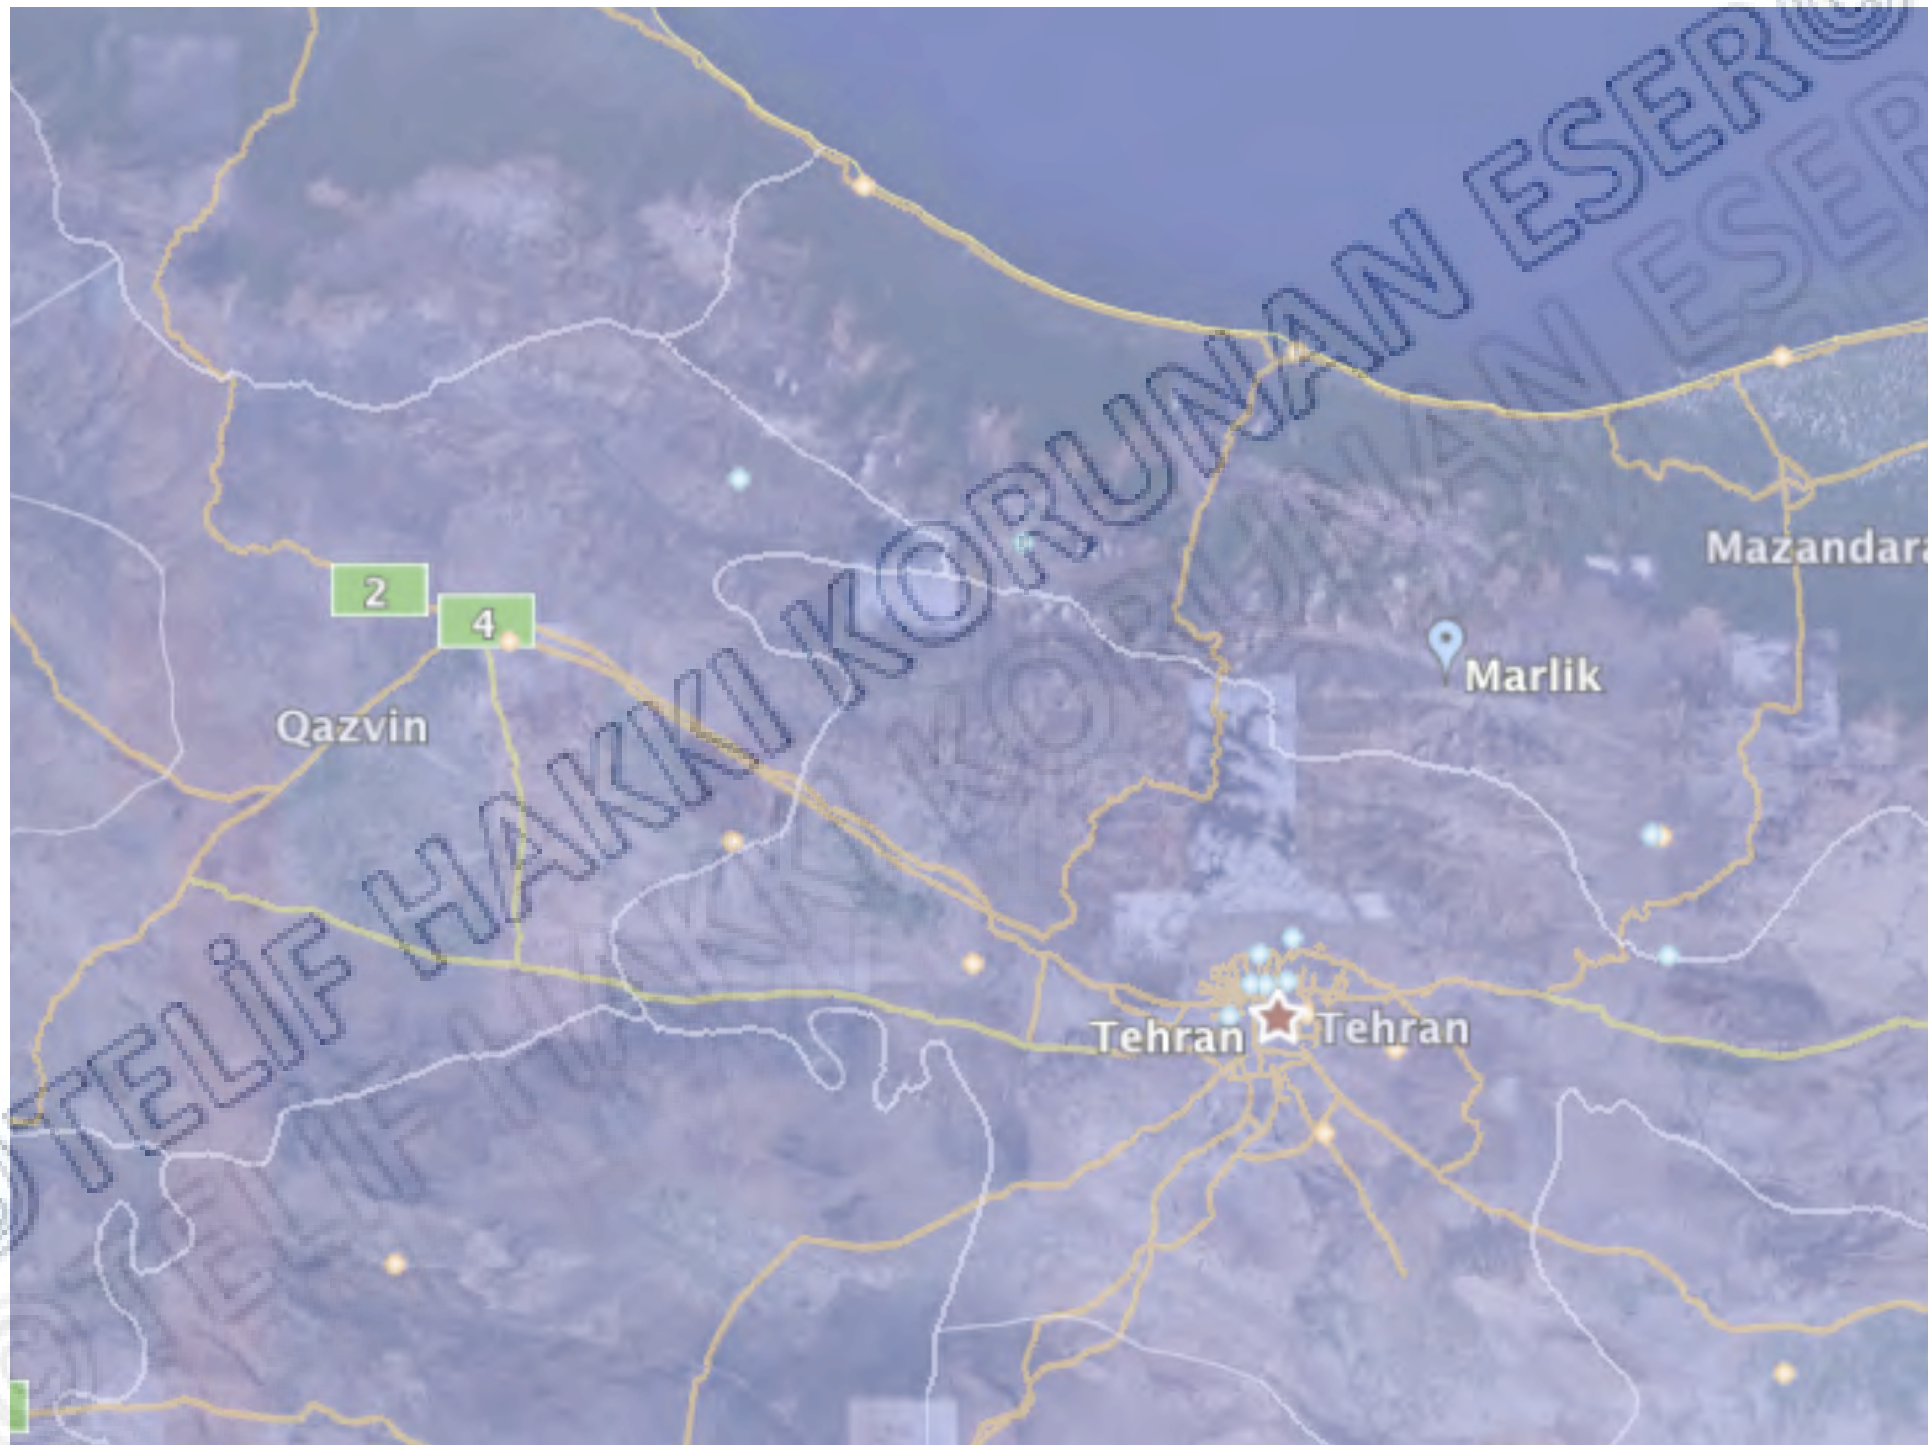 TELİF HAKKI KORUNAN ESER©
TELİF HAKKI KORUNAN ESER
2
4
Mazandara
Marlik
Qazvin
Tehran
Tehran